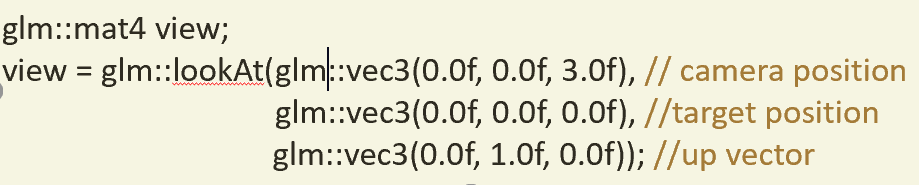 glm::mat4 view;
view = glm::lookAt(glm::vec3(0.0f, 0.0f, 3.0f), // camera position
glm::vec3(0.0f, 0.0f, 0.0f), //target position
glm::vec3(0.0f, 1.0f, 0.0f)); //up vector